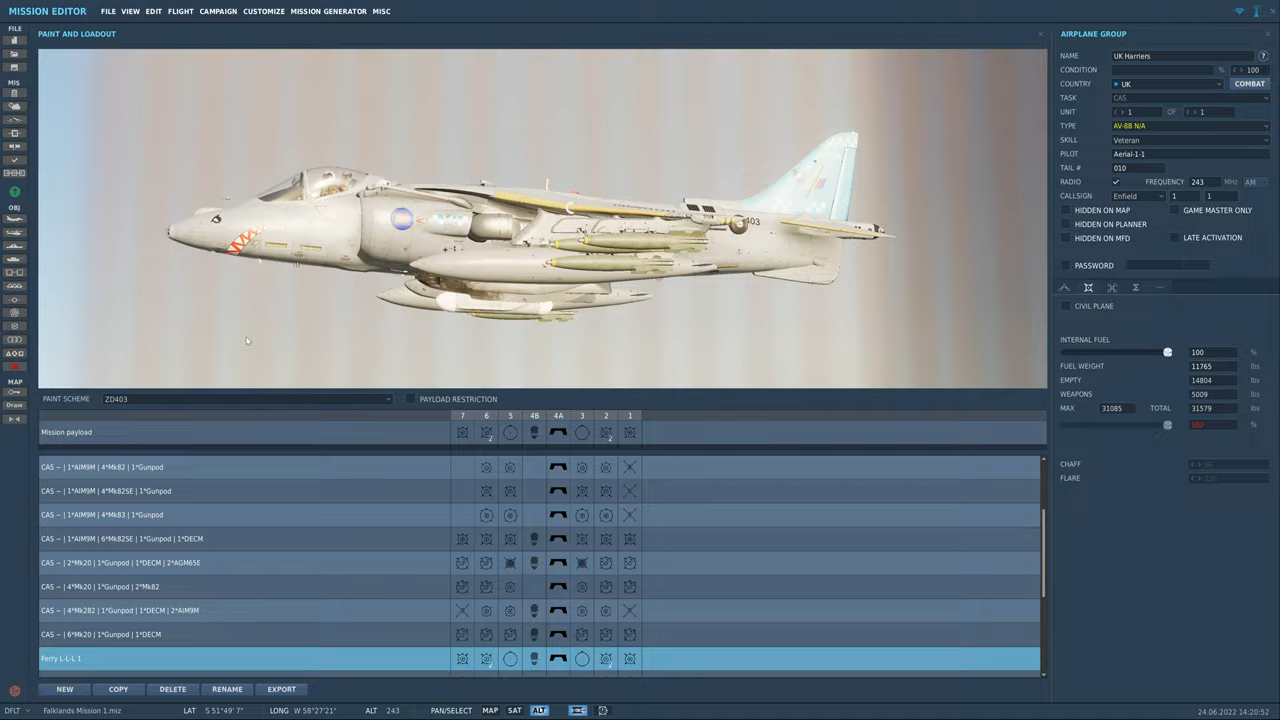 MISSION EDITOR FILE VIEW EDIT FLIGHT CAMPAIGN CUSTOMIZE MISSION GENERATOR MISC
FILE
MIS
OBJ
MAP
Draw
PAINT AND LOADOUT
403
PAINT SCHEME ZD403 PAYLOAD RESTRICTION
7 6 5 4B 4A 3 2 1
Mission payload 2 2
CAS ~ | 1*AIM9M | 4*Mk82 | 1*Gunpod
CAS ~ | 1*AIM9M | 4*Mk82SE | 1*Gunpod
CAS ~ | 1*AIM9M | 4*Mk83 | 1*Gunpod
CAS ~ | 1*AIM9M | 6*Mk82SE | 1*Gunpod | 1*DECM
CAS ~ | 2*Mk20 | 1*Gunpod | 1*DECM | 2*AGM65E
CAS ~ | 4*Mk20 | 1*Gunpod | 2*Mk82
CAS ~ | 4*Mk282 | 1*Gunpod | 1*DECM | 2*AIM9M
CAS ~ | 6*Mk20 | 1*Gunpod | 1*DECM
Ferry L-L-L 1 2 2
NEW COPY DELETE RENAME EXPORT
AIRPLANE GROUP
NAME UK Harriers ?
CONDITION % < > 100
COUNTRY UK COMBAT
TASK CAS
UNIT < > 1 OF < > 1
TYPE AV-8B N/A
SKILL Veteran
PILOT Aerial-1-1
TAIL # 010
RADIO FREQUENCY 243 MHz AM
CALLSIGN Enfield 1 1
HIDDEN ON MAP GAME MASTER ONLY
HIDDEN ON PLANNER
HIDDEN ON MFD LATE ACTIVATION
PASSWORD
CIVIL PLANE
INTERNAL FUEL
100 %
FUEL WEIGHT 11765 lbs
EMPTY 14804 lbs
WEAPONS 5009 lbs
MAX 31085 TOTAL 31579 lbs
%
CHAFF < >
FLARE < >
DFLT Falklands Mission 1.miz LAT S 51°49' 7" LONG W 58°27'21" ALT 243 PAN/SELECT MAP SAT ALT 24.06.2022 14:20:52